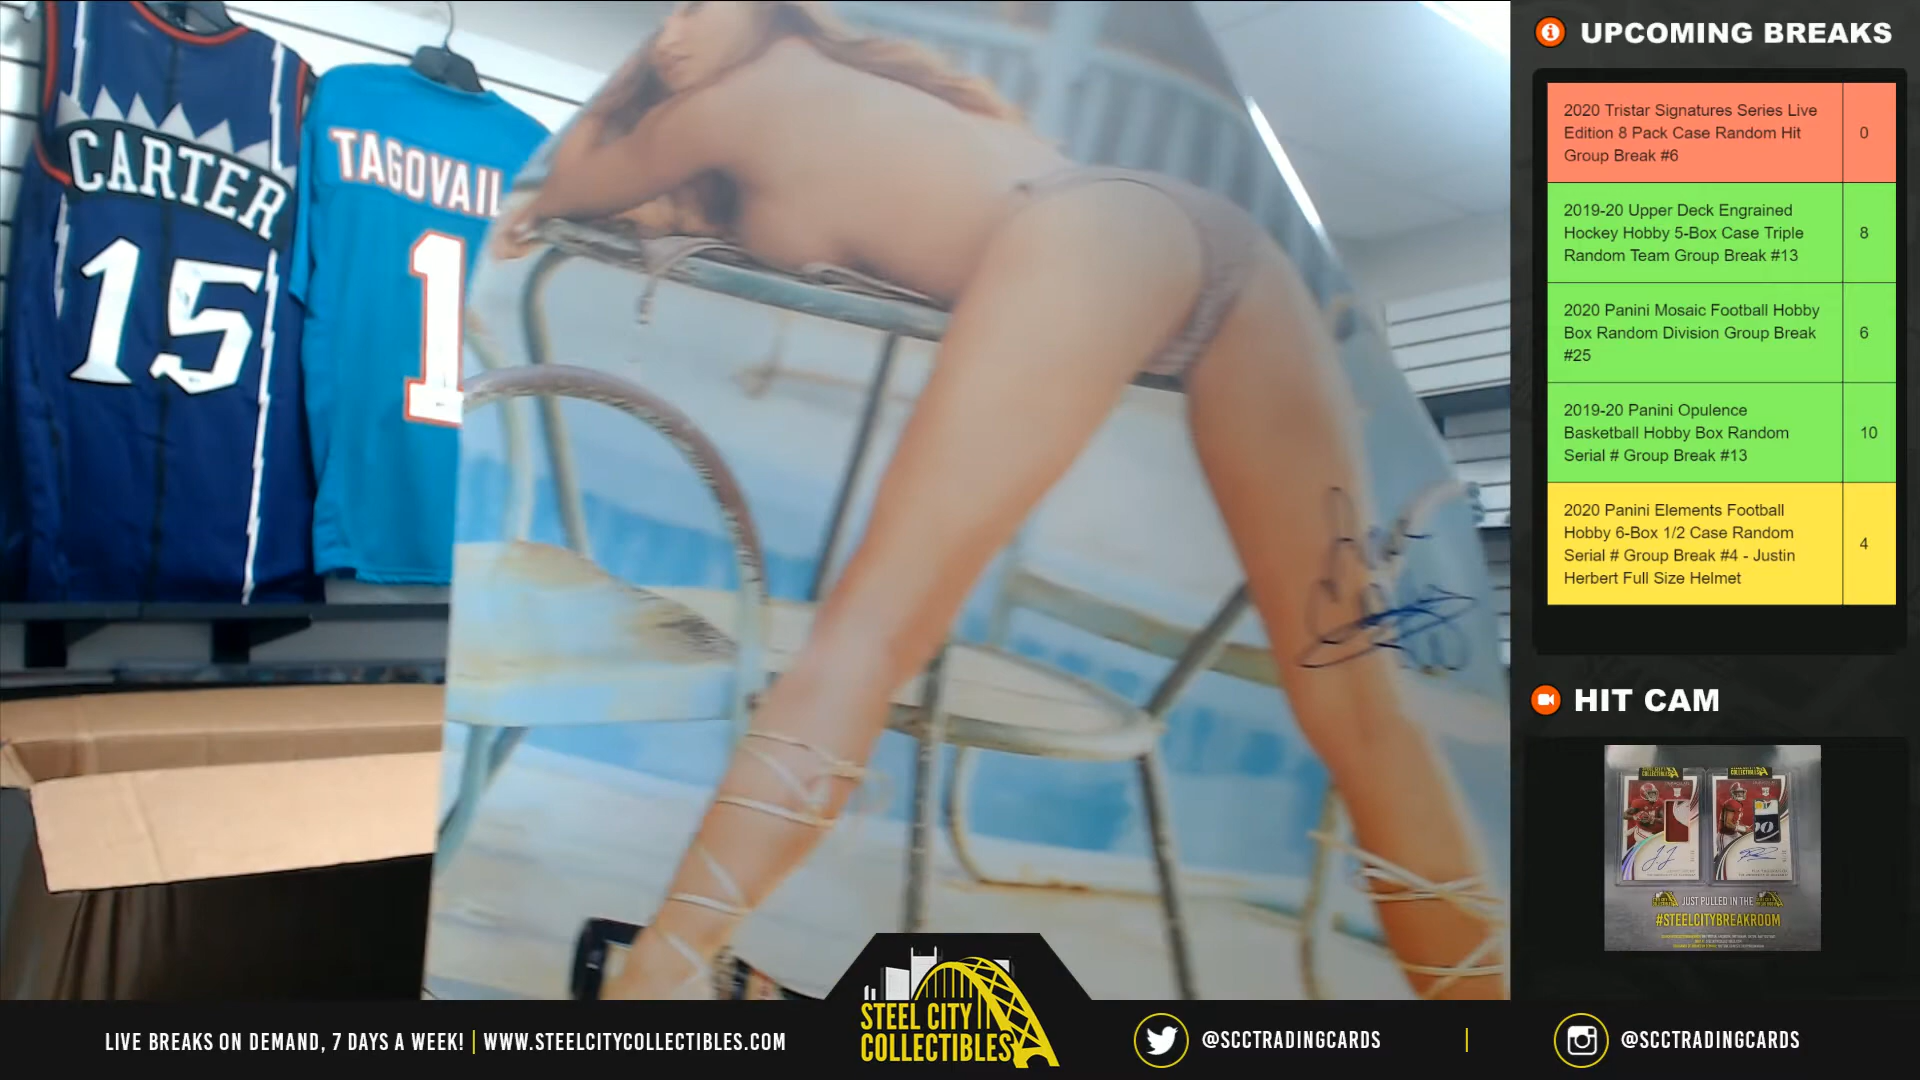 CARTER
15
TAGOVAIL
1
UPCOMING BREAKS
2020 Tristar Signatures Series Live
Edition 8 Pack Case Random Hit
Group Break #6
0
2019-20 Upper Deck Engrained
Hockey Hobby 5-Box Case Triple
Random Team Group Break #13
8
2020 Panini Mosaic Football Hobby
Box Random Division Group Break
#25
6
2019-20 Panini Opulence
Basketball Hobby Box Random
Serial # Group Break #13
10
2020 Panini Elements Football
Hobby 6-Box 1/2 Case Random
Serial # Group Break #4 - Justin
Herbert Full Size Helmet
4
HIT CAM
JUST PULLED IN THE
#STEELCITYBREAKROOM
LIVE BREAKS ON DEMAND, 7 DAYS A WEEK! | WWW.STEELCITYCOLLECTIBLES.COM
STEEL CITY
COLLECTIBLES
@SCCTRADINGCARDS
|
@SCCTRADINGCARDS